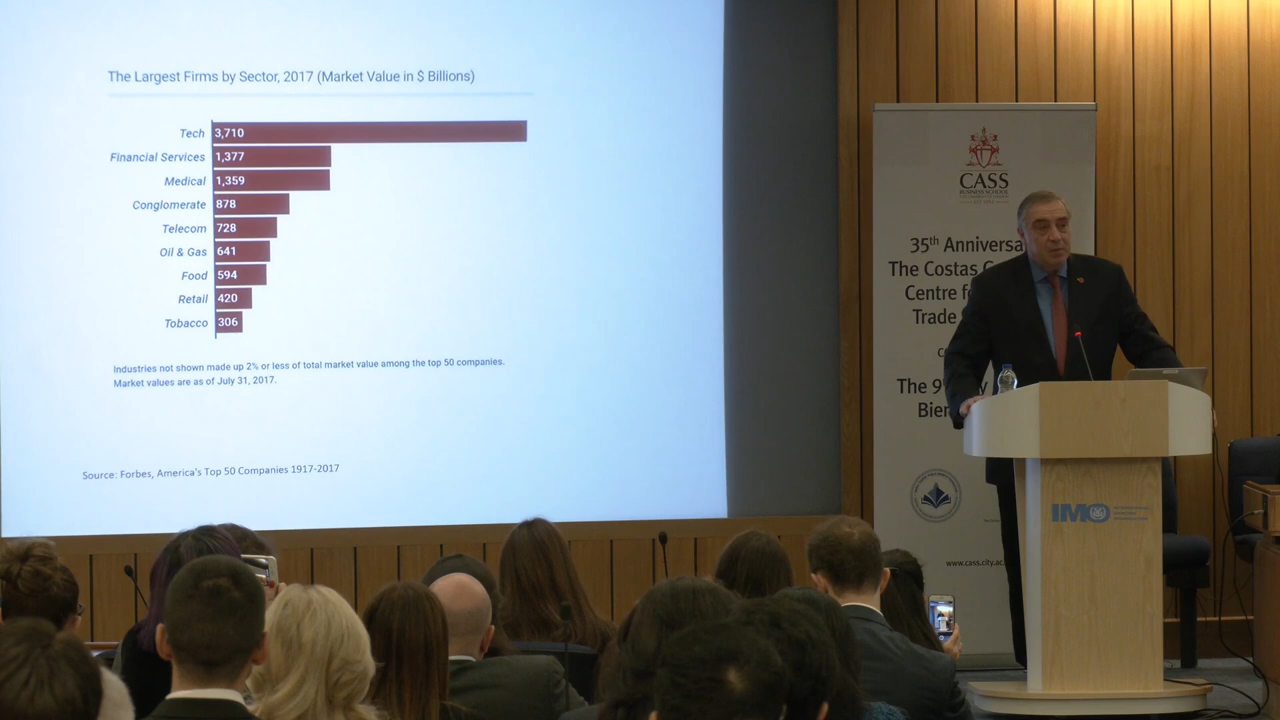 The Largest Firms by Sector, 2017 (Market Value in $ Billions)
Tech 3,710
Financial Services 1,377
Medical 1,359
Conglomerate 878
Telecom 728
Oil & Gas 641
Food 594
Retail 420
Tobacco 306
Industries not shown made up 2% or less of total market value among the top 50 companies.
Market values are as of July 31, 2017.
Source: Forbes, America's Top 50 Companies 1917-2017
CASS
BUSINESS SCHOOL
35th Anniversa
The Costas
Centre f
Trade
The 9
Bien
www.cass.city.ac.
IMO